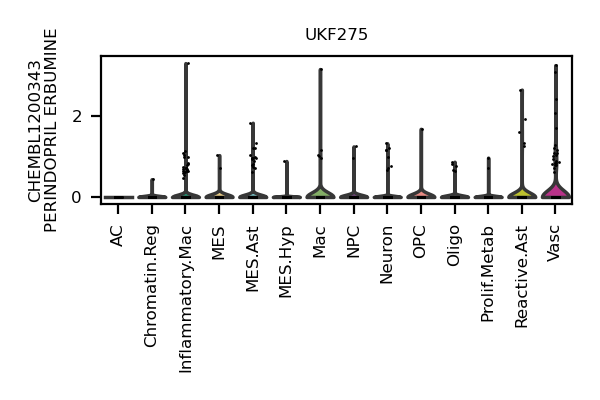 UKF275
CHEMBL1200343
PERINDOPRIL ERBUMINE
2
0
AC
Chromatin.Reg
Inflammatory.Mac
MES
MES.Ast
MES.Hyp
Mac
NPC
Neuron
OPC
Oligo
Prolif.Metab
Reactive.Ast
Vasc